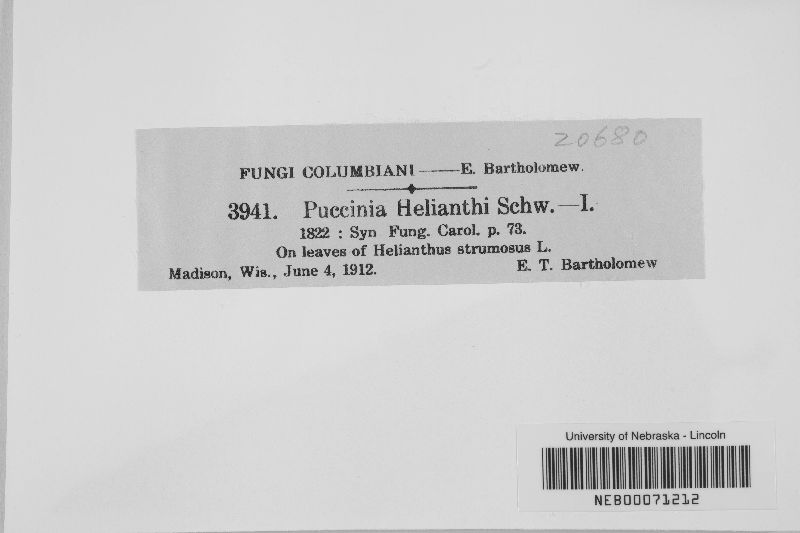 20680
FUNGI COLUMBIANI——E. Bartholomew.
3941. Puccinia Helianthi Schw.—I.
1822 : Syn Fung. Carol. p. 73.
On leaves of Helianthus strumosus L.
Madison, Wis., June 4, 1912. E. T. Bartholomew
University of Nebraska - Lincoln
NEB00071212